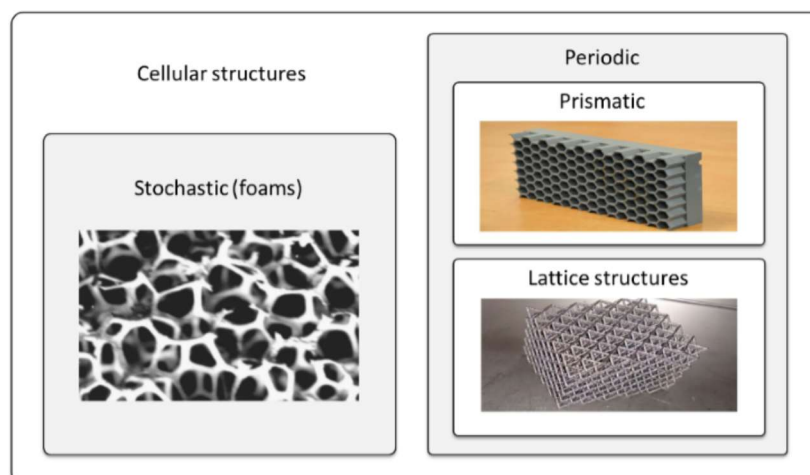 Cellular structures
Stochastic (foams)
Periodic
Prismatic
Lattice structures